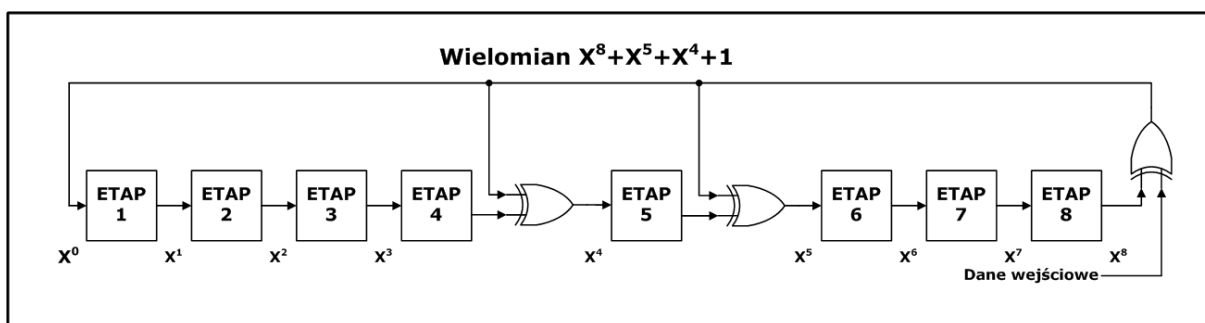 Wielomian X⁸+X⁵+X⁴+1
ETAP 1
ETAP 2
ETAP 3
ETAP 4
ETAP 5
ETAP 6
ETAP 7
ETAP 8
X⁰ X¹ X² X³ X⁴ X⁵ X⁶ X⁷ X⁸
Dane wejściowe